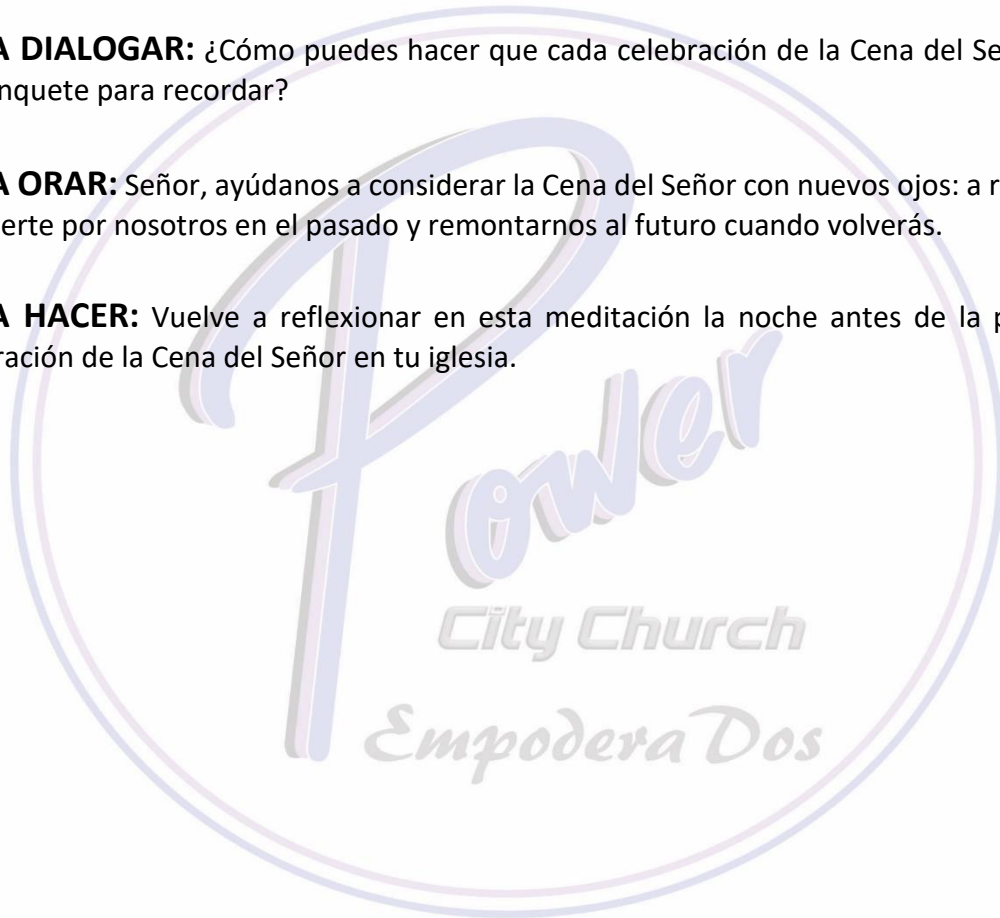 A DIALOGAR: ¿Cómo puedes hacer que cada celebración de la Cena del Se
nquete para recordar?
A ORAR: Señor, ayúdanos a considerar la Cena del Señor con nuevos ojos: a r
erte por nosotros en el pasado y remontarnos al futuro cuando volverás.
A HACER: Vuelve a reflexionar en esta meditación la noche antes de la p
ración de la Cena del Señor en tu iglesia.
Power
City Church
EmpoderaDos